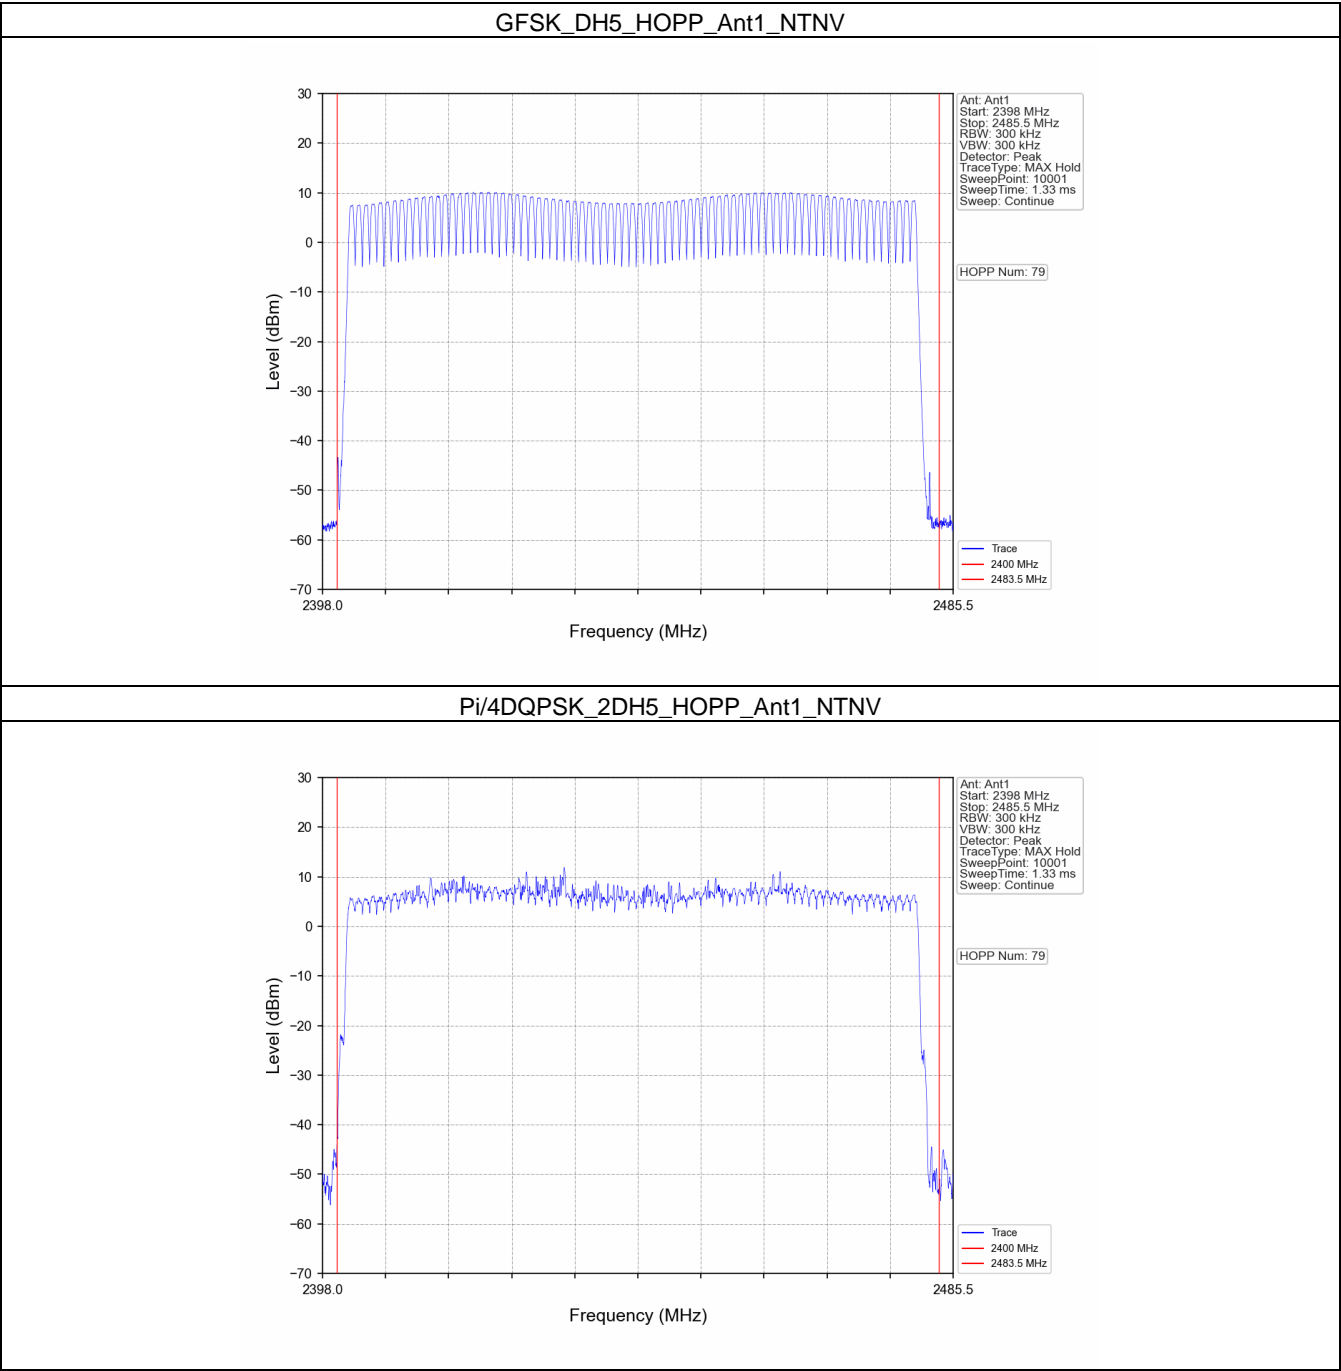 GFSK_DH5_HOPP_Ant1_NTNV
30
20
10
0
−10
−20
−30
−40
−50
−60
−70
Level (dBm)
2398.0
2485.5
Frequency (MHz)
Ant: Ant1
Start: 2398 MHz
Stop: 2485.5 MHz
RBW: 300 kHz
VBW: 300 kHz
Detector: Peak
TraceType: MAX Hold
SweepPoint: 10001
SweepTime: 1.33 ms
Sweep: Continue
HOPP Num: 79
Trace
2400 MHz
2483.5 MHz
Pi/4DQPSK_2DH5_HOPP_Ant1_NTNV
30
20
10
0
−10
−20
−30
−40
−50
−60
−70
Level (dBm)
2398.0
2485.5
Frequency (MHz)
Ant: Ant1
Start: 2398 MHz
Stop: 2485.5 MHz
RBW: 300 kHz
VBW: 300 kHz
Detector: Peak
TraceType: MAX Hold
SweepPoint: 10001
SweepTime: 1.33 ms
Sweep: Continue
HOPP Num: 79
Trace
2400 MHz
2483.5 MHz